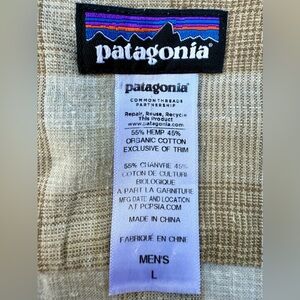 patagonia®
patagonia®
COMMON THREADS
PARTNERSHIP
Repair, Reuse, Recycle
This Product
www.patagonia.com
55% HEMP 45%
ORGANIC COTTON
EXCLUSIVE OF TRIM
55% CHANVRE 45%
COTON DE CULTURE
BIOLOGIQUE
A PART LA GARNITURE
MFG DATE AND LOCATION
AT PCPSIA.COM
MADE IN CHINA
FABRIQUÉ EN CHINE
MEN'S
L